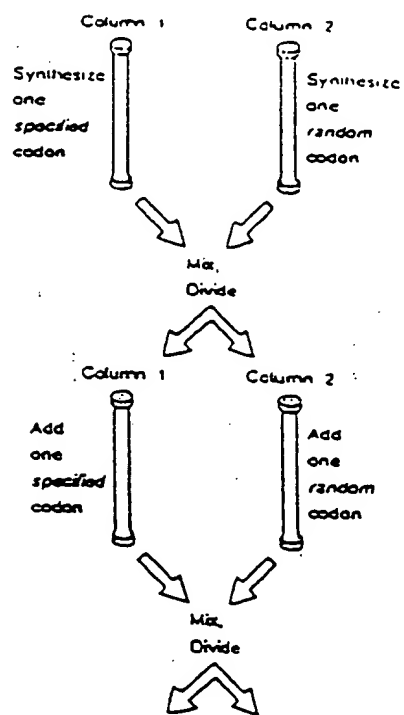 Column 1
Column 2
Synthesize
one
specified
codon
Synthesize
one
random
codon
Mix,
Divide
Column 1
Column 2
Add
one
specified
codon
Add
one
random
codon
Mix,
Divide